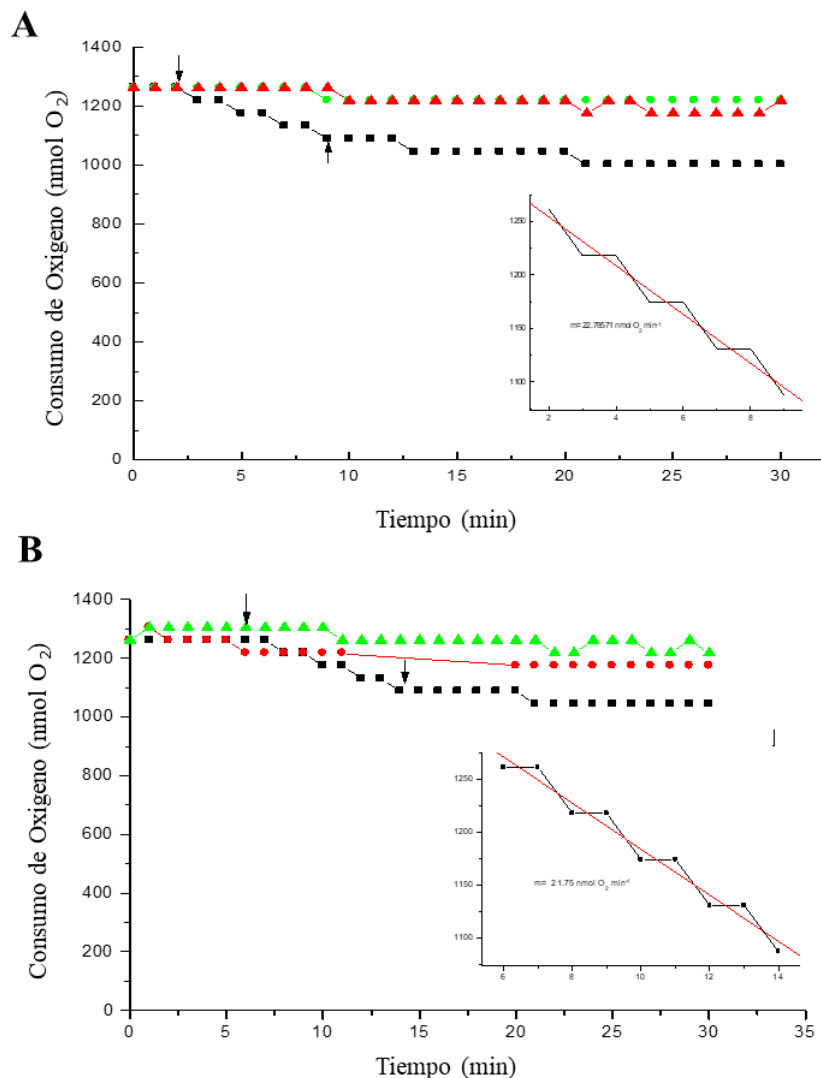 A
1400
1200
1000
800
600
400
200
0
Consumo de Oxigeno (nmol O2)
1250
1200
1150
1100
m=22.78571 nmol O2 min-1
2 4 6 8
0 5 10 15 20 25 30
Tiempo (min)
B
1400
1200
1000
800
600
400
200
0
Consumo de Oxigeno (nmol O2)
1250
1200
1150
1100
m= 21.75 nmol O2 min-1
6 8 10 12 14
0 5 10 15 20 25 30 35
Tiempo (min)